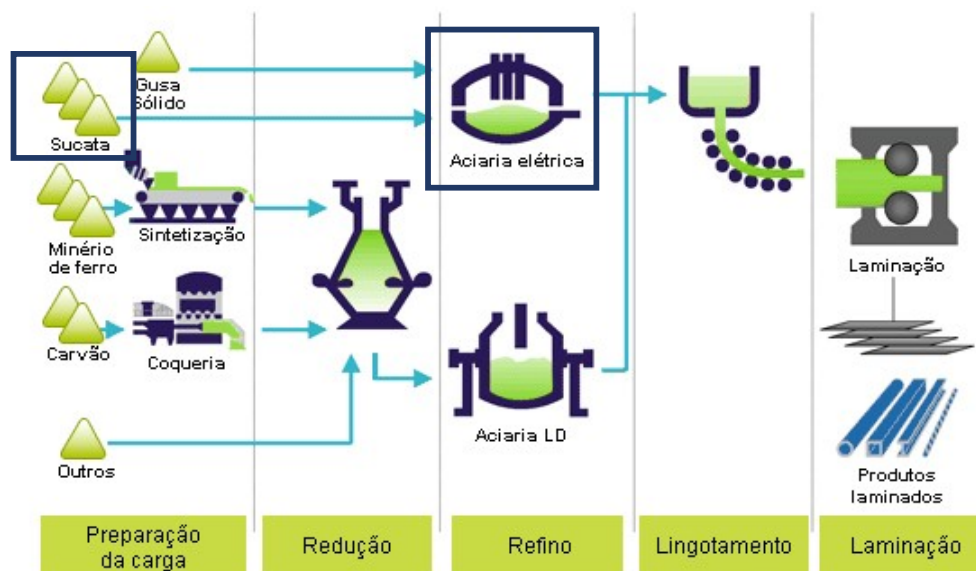 Gusa
Sólido
Sucata
Aciaria elétrica
Minério
de ferro
Sintetização
Laminação
Carvão
Coqueria
Aciaria LD
Outros
Produtos
laminados
Preparação
da carga
Redução
Refino
Lingotamento
Laminação